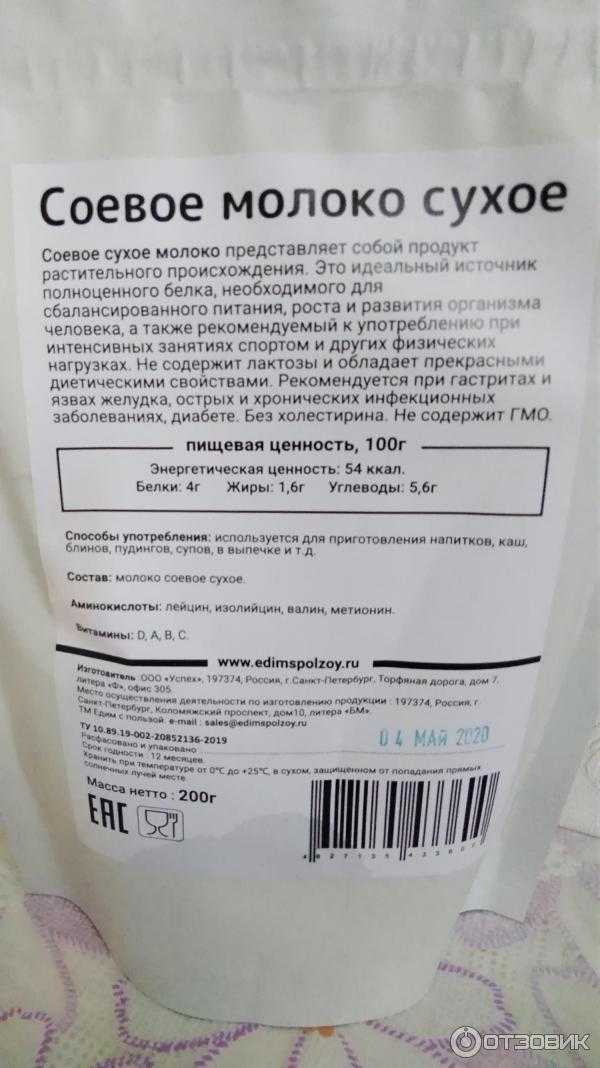 Соевое молоко сухое
Соевое сухое молоко представляет собой продукт
растительного происхождения. Это идеальный источник
полноценного белка, необходимого для
сбалансированного питания, роста и развития организма
человека, а также рекомендуемый к употреблению при
интенсивных занятиях спортом и других физических
нагрузках. Не содержит лактозы и обладает прекрасными
диетическими свойствами. Рекомендуется при гастритах и
язвах желудка, острых и хронических инфекционных
заболеваниях, диабете. Без холестирина. Не содержит ГМО.
пищевая ценность, 100г
Энергетическая ценность: 54 ккал.
Белки: 4г Жиры: 1,6г Углеводы: 5,6г
Способы употребления: используется для приготовления напитков, каш,
блинов, пудингов, супов, в выпечке и т.д.
Состав: молоко соевое сухое.
Аминокислоты: лейцин, изолийцин, валин, метионин.
Витамины: D, A, B, C.
www.edimspolzoy.ru
Изготовитель: ООО «Успех», 197374, Россия, г.Санкт-Петербург, Торфяная дорога, дом 7,
литера «Ф», офис 305.
Место осуществления деятельности по изготовлению продукции : 197374, Россия, г.
Санкт-Петербург, Коломяжский проспект, дом10, литера «БМ».
ТМ Едим с пользой. e-mail : sales@edimspolzoy.ru
ТУ 10.89.19-002-20852136-2019
Расфасовано и упаковано
04 МАЙ 2020
Срок годности : 12 месяцев.
Хранить при температуре от 0°С до +25°С, в сухом, защищенном от попадания прямых
солнечных лучей месте.
Масса нетто : 200г
EAC
ОТЗОВИК